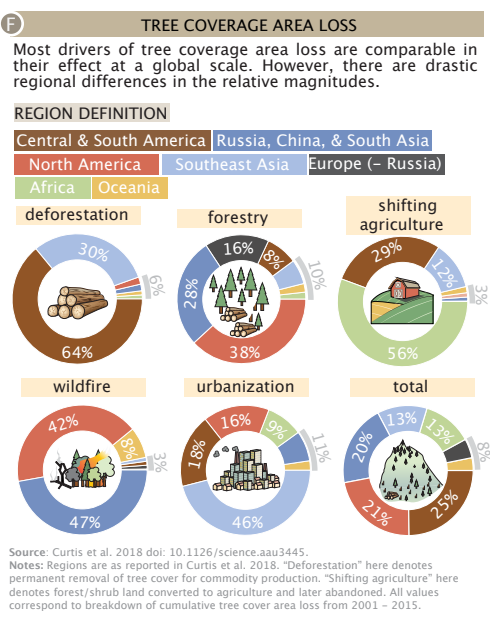 F
TREE COVERAGE AREA LOSS
Most drivers of tree coverage area loss are comparable in
their effect at a global scale. However, there are drastic
regional differences in the relative magnitudes.
REGION DEFINITION
Central & South America
Russia, China, & South Asia
North America
Southeast Asia
Europe (- Russia)
Africa
Oceania
deforestation
30%
6%
64%
forestry
16%
8%
10%
28%
38%
shifting
agriculture
29%
12%
3%
56%
wildfire
42%
8%
3%
47%
urbanization
16%
9%
11%
18%
46%
total
13%
13%
8%
20%
21%
25%
Source: Curtis et al. 2018 doi: 10.1126/science.aau3445.
Notes: Regions are as reported in Curtis et al. 2018. “Deforestation” here denotes
permanent removal of tree cover for commodity production. “Shifting agriculture” here
denotes forest/shrub land converted to agriculture and later abandoned. All values
correspond to breakdown of cumulative tree cover area loss from 2001 - 2015.